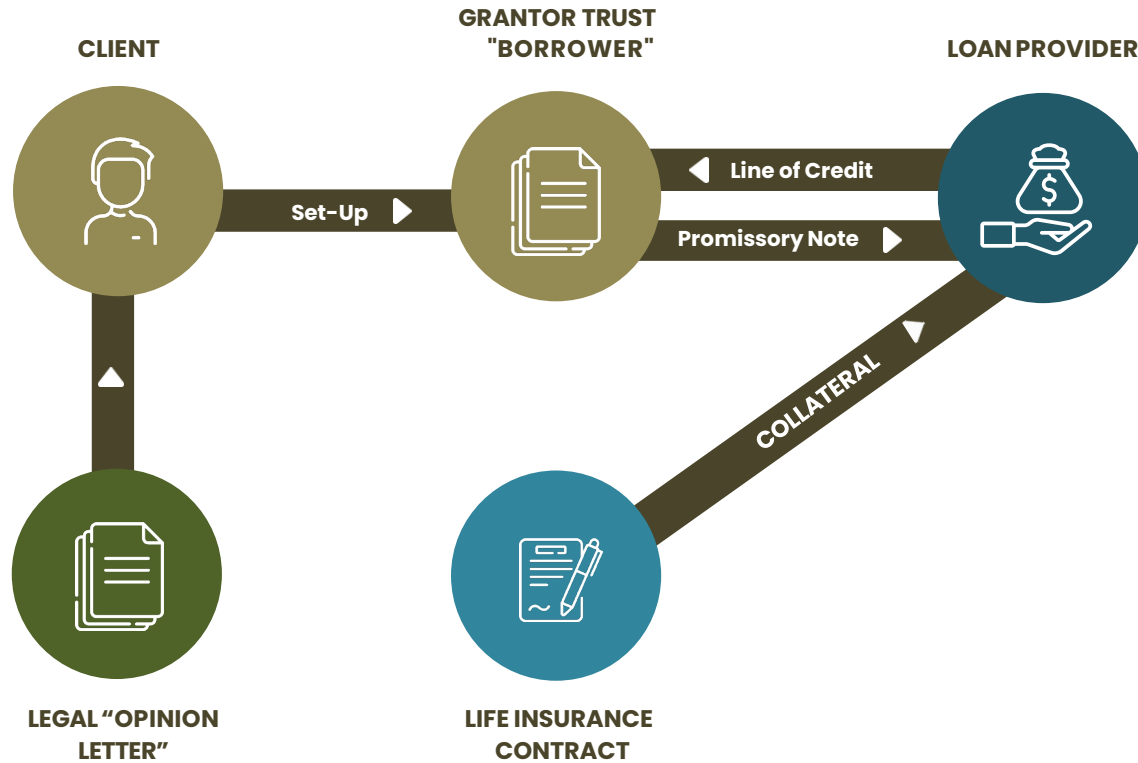 CLIENT
GRANTOR TRUST
"BORROWER"
LOAN PROVIDER
Line of Credit
Set-Up
Promissory Note
$
COLLATERAL
LEGAL “OPINION
LETTER”
LIFE INSURANCE
CONTRACT